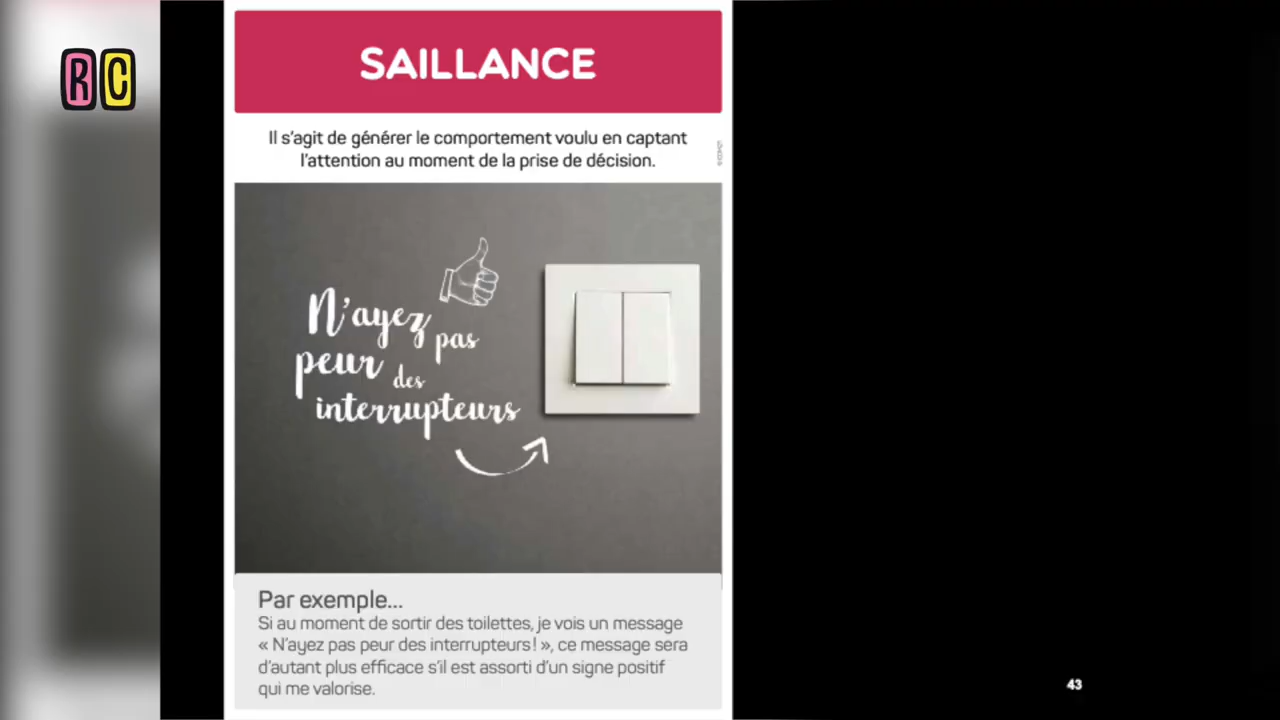 RC
SAILLANCE
Il s'agit de générer le comportement voulu en captant
l'attention au moment de la prise de décision.
N'ayez
pas
peur
des
interrupteurs
Par exemple...
Si au moment de sortir des toilettes, je vois un message
« N'ayez pas peur des interrupteurs ! », ce message sera
d'autant plus efficace s'il est assorti d'un signe positif
qui me valorise.
43